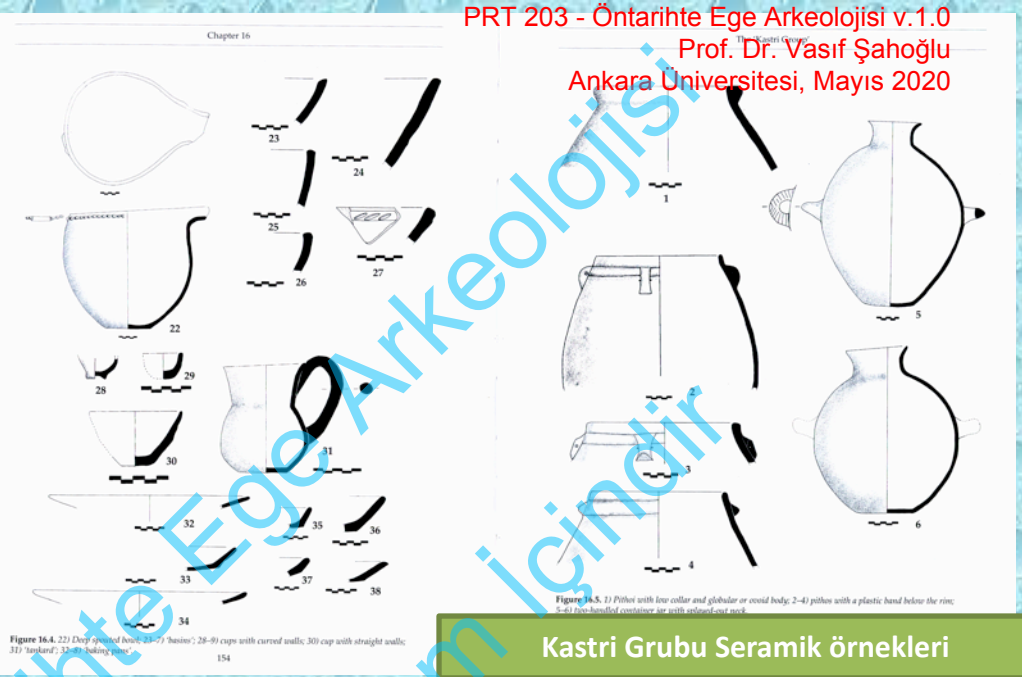 PRT 203 - Öntarihte Ege Arkeolojisi v.1.0
Prof. Dr. Vasıf Şahoğlu
Ankara Üniversitesi, Mayıs 2020
Chapter 16
23
24
25
26
27
22
28
29
30
31
32
35
36
33
37
38
34
Figure 16.4. 22) Deep spouted bowl; 23–7) 'basins'; 28–9) cups with curved walls; 30) cup with straight walls;
31) 'tankard'; 32–8) 'baking pans'.
154
The 'Kastri Group'
1
5
2
3
4
6
Figure 16.5. 1) Pithoi with low collar and globular or ovoid body; 2–4) pithos with a plastic band below the rim;
5–6) two-handled container jar with splayed-out neck.
Kastri Grubu Seramik örnekleri
Ege Arkeolojisi
İçindir